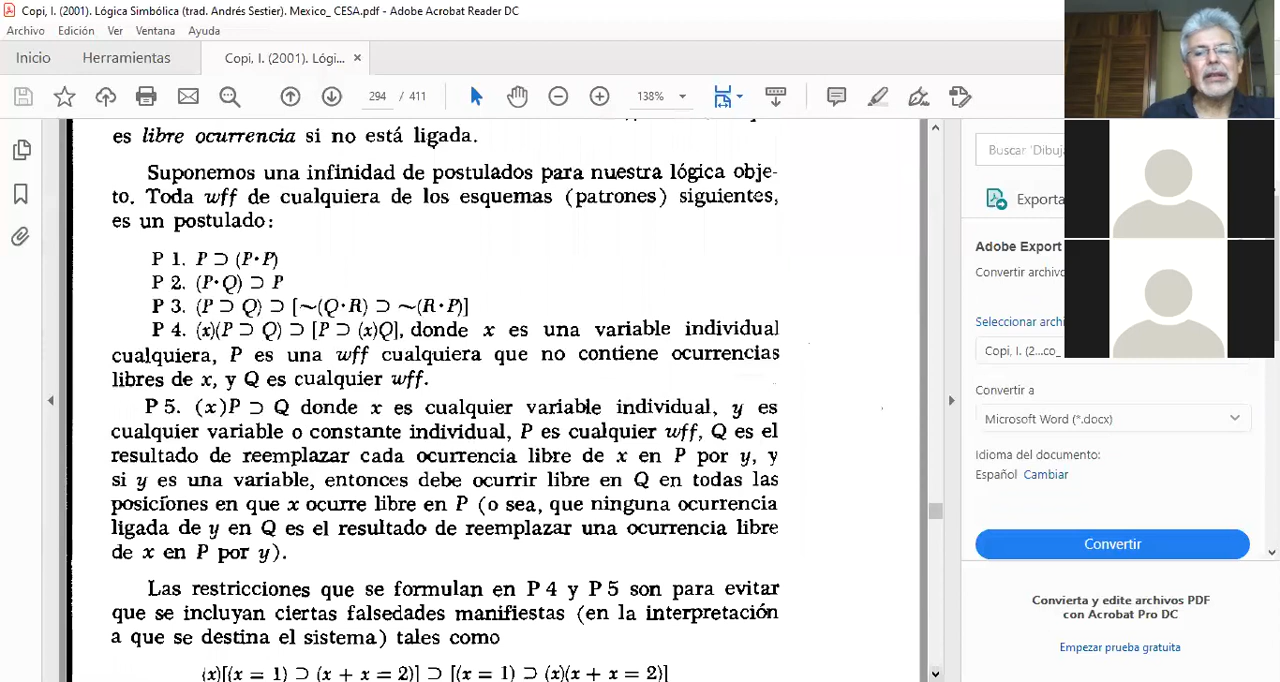 Copi, I. (2001). Lógica Simbólica (trad. Andrés Sestier). Mexico_ CESA.pdf - Adobe Acrobat Reader DC
Archivo Edición Ver Ventana Ayuda
Inicio Herramientas Copi, I. (2001). Lógi... ×
294 / 411 138%
es libre ocurrencia si no está ligada.
Suponemos una infinidad de postulados para nuestra lógica obje-
to. Toda wff de cualquiera de los esquemas (patrones) siguientes,
es un postulado:
P 1. P ⊃ (P·P)
P 2. (P·Q) ⊃ P
P 3. (P ⊃ Q) ⊃ [~(Q·R) ⊃ ~(R·P)]
P 4. (x)(P ⊃ Q) ⊃ [P ⊃ (x)Q], donde x es una variable individual
cualquiera, P es una wff cualquiera que no contiene ocurrencias
libres de x, y Q es cualquier wff.
P 5. (x)P ⊃ Q donde x es cualquier variable individual, y es
cualquier variable o constante individual, P es cualquier wff, Q es el
resultado de reemplazar cada ocurrencia libre de x en P por y, y
si y es una variable, entonces debe ocurrir libre en Q en todas las
posiciones en que x ocurre libre en P (o sea, que ninguna ocurrencia
ligada de y en Q es el resultado de reemplazar una ocurrencia libre
de x en P por y).
Las restricciones que se formulan en P 4 y P 5 son para evitar
que se incluyan ciertas falsedades manifiestas (en la interpretación
a que se destina el sistema) tales como
(x)[(x = 1) ⊃ (x + x = 2)] ⊃ [(x = 1) ⊃ (x)(x + x = 2)]
Buscar 'Dibuj
Exporta
Adobe Export
Convertir archivo
Seleccionar archi
Copi, I. (2...co_
Convertir a
Microsoft Word (*.docx)
Idioma del documento:
Español Cambiar
Convertir
Convierta y edite archivos PDF
con Acrobat Pro DC
Empezar prueba gratuita